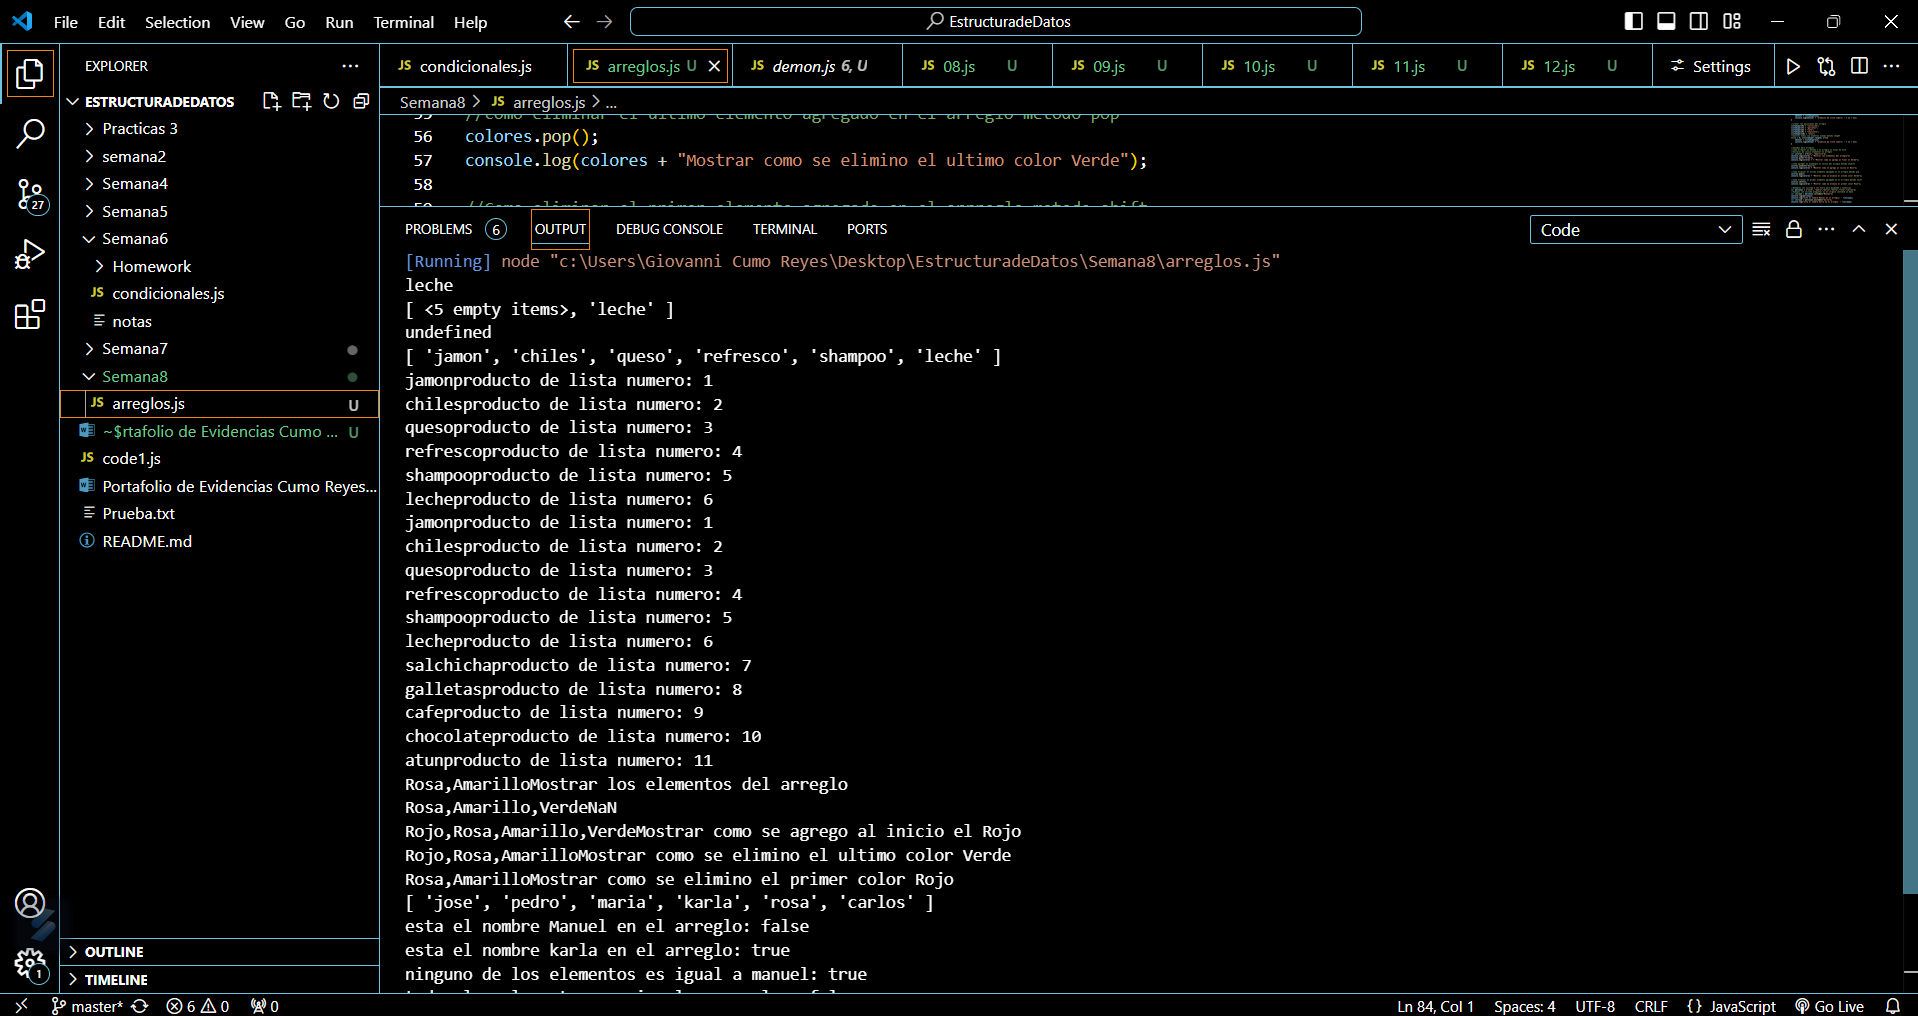 File Edit Selection View Go Run Terminal Help
EstructuradeDatos
EXPLORER
ESTRUCTURADEDATOS
Practicas 3
semana2
Semana4
Semana5
Semana6
Homework
JS condicionales.js
notas
Semana7
Semana8
JS arreglos.js U
~$rtafolio de Evidencias Cumo ... U
JS code1.js
Portafolio de Evidencias Cumo Reyes...
Prueba.txt
README.md
OUTLINE
TIMELINE
27
1
JS condicionales.js
JS arreglos.js U
JS demon.js 6, U
JS 08.js U
JS 09.js U
JS 10.js U
JS 11.js U
JS 12.js U
Settings
Semana8 > JS arreglos.js > ...
56 colores.pop();
57 console.log(colores + "Mostrar como se elimino el ultimo color Verde");
58
PROBLEMS 6 OUTPUT DEBUG CONSOLE TERMINAL PORTS
Code
[Running] node "c:\Users\Giovanni Cumo Reyes\Desktop\EstructuradeDatos\Semana8\arreglos.js"
leche
[ <5 empty items>, 'leche' ]
undefined
[ 'jamon', 'chiles', 'queso', 'refresco', 'shampoo', 'leche' ]
jamonproducto de lista numero: 1
chilesproducto de lista numero: 2
quesoproducto de lista numero: 3
refrescoproducto de lista numero: 4
shampooproducto de lista numero: 5
lecheproducto de lista numero: 6
jamonproducto de lista numero: 1
chilesproducto de lista numero: 2
quesoproducto de lista numero: 3
refrescoproducto de lista numero: 4
shampooproducto de lista numero: 5
lecheproducto de lista numero: 6
salchichaproducto de lista numero: 7
galletasproducto de lista numero: 8
cafeproducto de lista numero: 9
chocolateproducto de lista numero: 10
atunproducto de lista numero: 11
Rosa,AmarilloMostrar los elementos del arreglo
Rosa,Amarillo,VerdeNaN
Rojo,Rosa,Amarillo,VerdeMostrar como se agrego al inicio el Rojo
Rojo,Rosa,AmarilloMostrar como se elimino el ultimo color Verde
Rosa,AmarilloMostrar como se elimino el primer color Rojo
[ 'jose', 'pedro', 'maria', 'karla', 'rosa', 'carlos' ]
esta el nombre Manuel en el arreglo: false
esta el nombre karla en el arreglo: true
ninguno de los elementos es igual a manuel: true
master* 6 0 0
Ln 84, Col 1 Spaces: 4 UTF-8 CRLF {} JavaScript Go Live